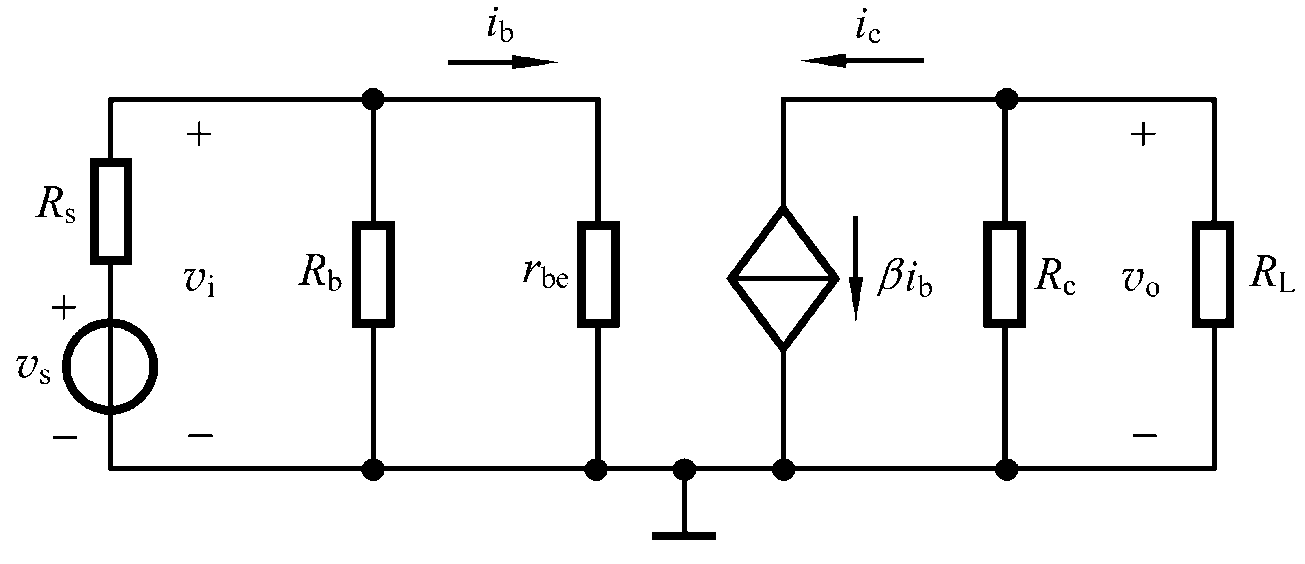 i_b
i_c
+
+
R_s
v_i
R_b
r_be
βi_b
R_c
v_o
R_L
+
v_s
−
−
−